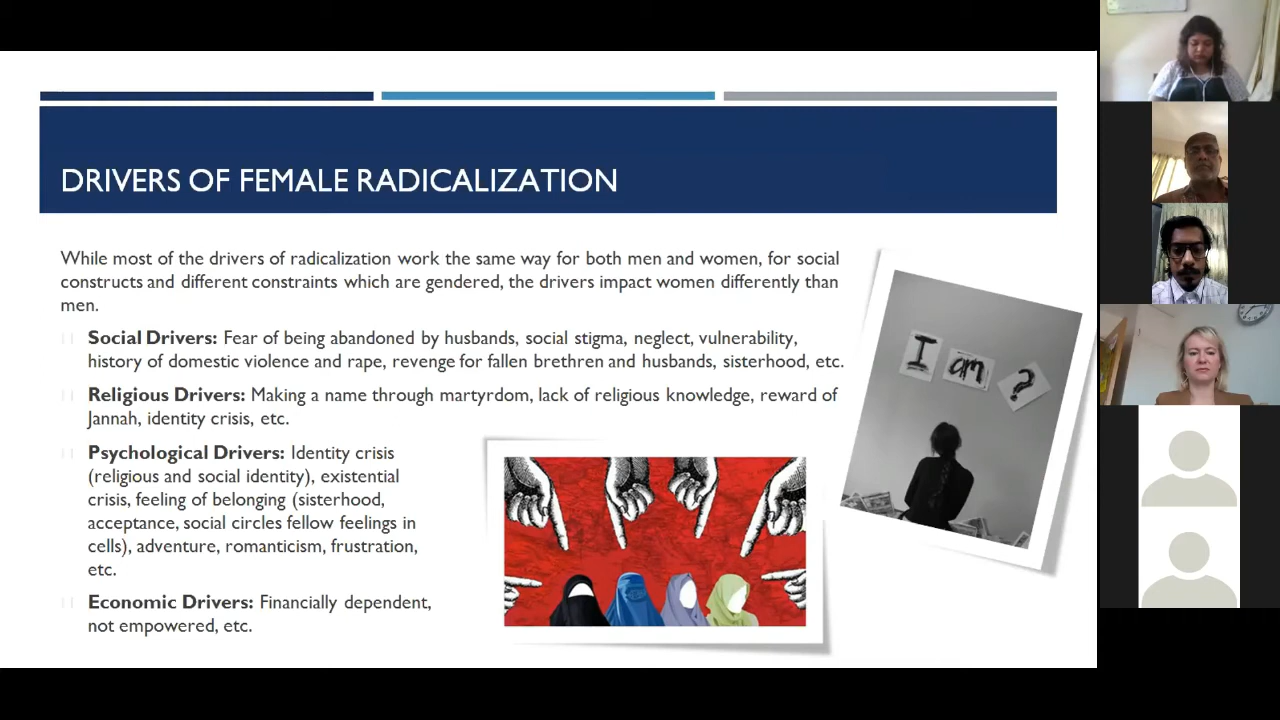 DRIVERS OF FEMALE RADICALIZATION
While most of the drivers of radicalization work the same way for both men and women, for social
constructs and different constraints which are gendered, the drivers impact women differently than
men.
Social Drivers: Fear of being abandoned by husbands, social stigma, neglect, vulnerability,
history of domestic violence and rape, revenge for fallen brethren and husbands, sisterhood, etc.
Religious Drivers: Making a name through martyrdom, lack of religious knowledge, reward of
Jannah, identity crisis, etc.
Psychological Drivers: Identity crisis
(religious and social identity), existential
crisis, feeling of belonging (sisterhood,
acceptance, social circles fellow feelings in
cells), adventure, romanticism, frustration,
etc.
Economic Drivers: Financially dependent,
not empowered, etc.
I am ?